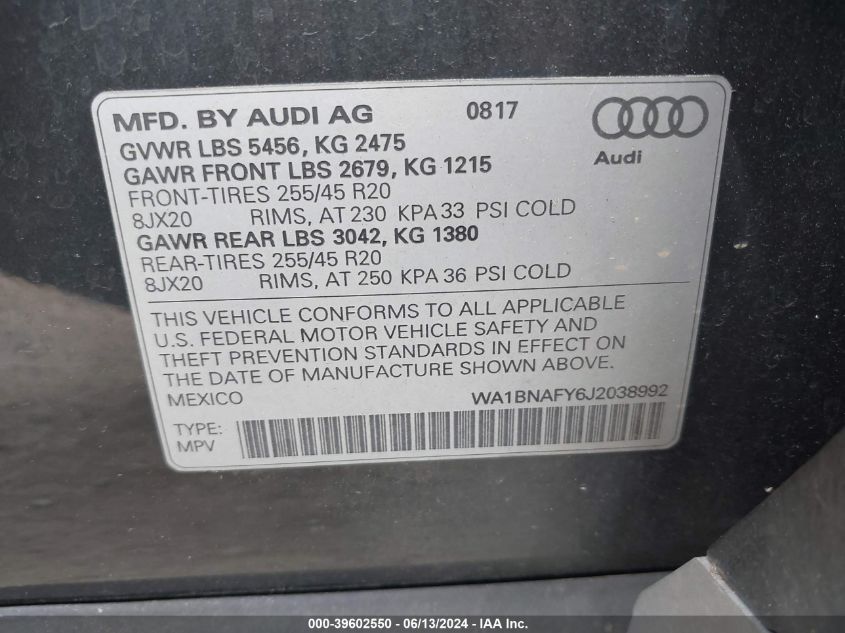 MFD. BY AUDI AG 0817
GVWR LBS 5456, KG 2475
GAWR FRONT LBS 2679, KG 1215
FRONT-TIRES 255/45 R20
8JX20 RIMS, AT 230 KPA 33 PSI COLD
GAWR REAR LBS 3042, KG 1380
REAR-TIRES 255/45 R20
8JX20 RIMS, AT 250 KPA 36 PSI COLD
Audi
THIS VEHICLE CONFORMS TO ALL APPLICABLE
U.S. FEDERAL MOTOR VEHICLE SAFETY AND
THEFT PREVENTION STANDARDS IN EFFECT ON
THE DATE OF MANUFACTURE SHOWN ABOVE.
MEXICO WA1BNAFY6J2038992
TYPE:
MPV
000-39602550 - 06/13/2024 - IAA Inc.